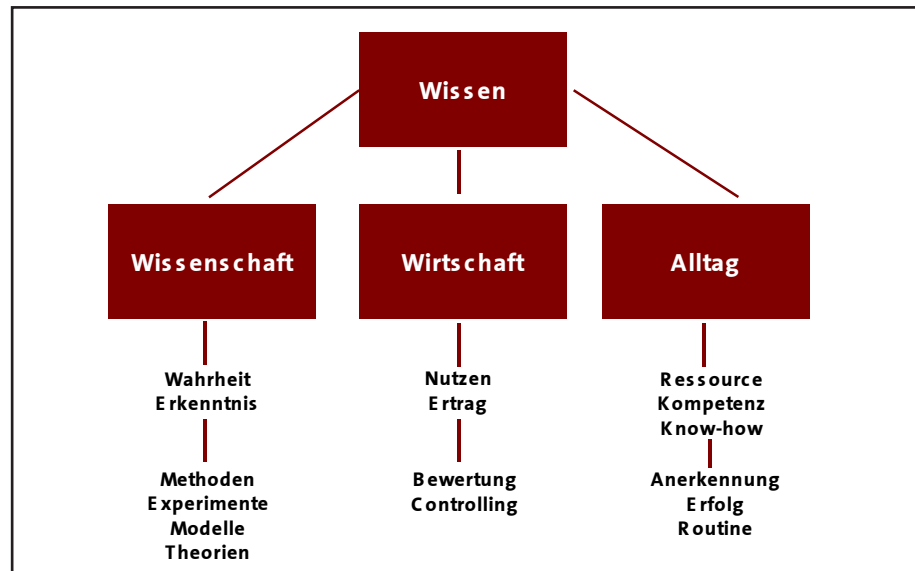 Wissen
Wissenschaft
Wirtschaft
Alltag
Wahrheit
Erkenntnis
Nutzen
Ertrag
Ressource
Kompetenz
Know-how
Methoden
Experimente
Modelle
Theorien
Bewertung
Controlling
Anerkennung
Erfolg
Routine